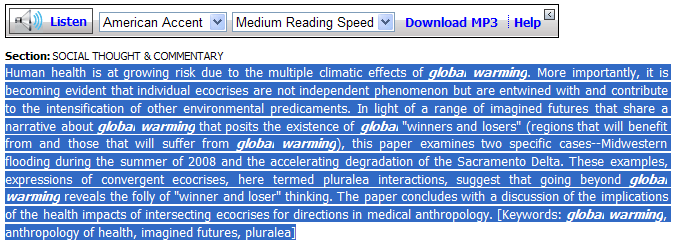 Listen American Accent Medium Reading Speed Download MP3 Help
Section: SOCIAL THOUGHT & COMMENTARY
Human health is at growing risk due to the multiple climatic effects of global warming. More importantly, it is
becoming evident that individual ecocrises are not independent phenomenon but are entwined with and contribute
to the intensification of other environmental predicaments. In light of a range of imagined futures that share a
narrative about global warming that posits the existence of global "winners and losers" (regions that will benefit
from and those that will suffer from global warming), this paper examines two specific cases--Midwestern
flooding during the summer of 2008 and the accelerating degradation of the Sacramento Delta. These examples,
expressions of convergent ecocrises, here termed pluralea interactions, suggest that going beyond global
warming reveals the folly of "winner and loser" thinking. The paper concludes with a discussion of the implications
of the health impacts of intersecting ecocrises for directions in medical anthropology. [Keywords: global warming,
anthropology of health, imagined futures, pluralea]